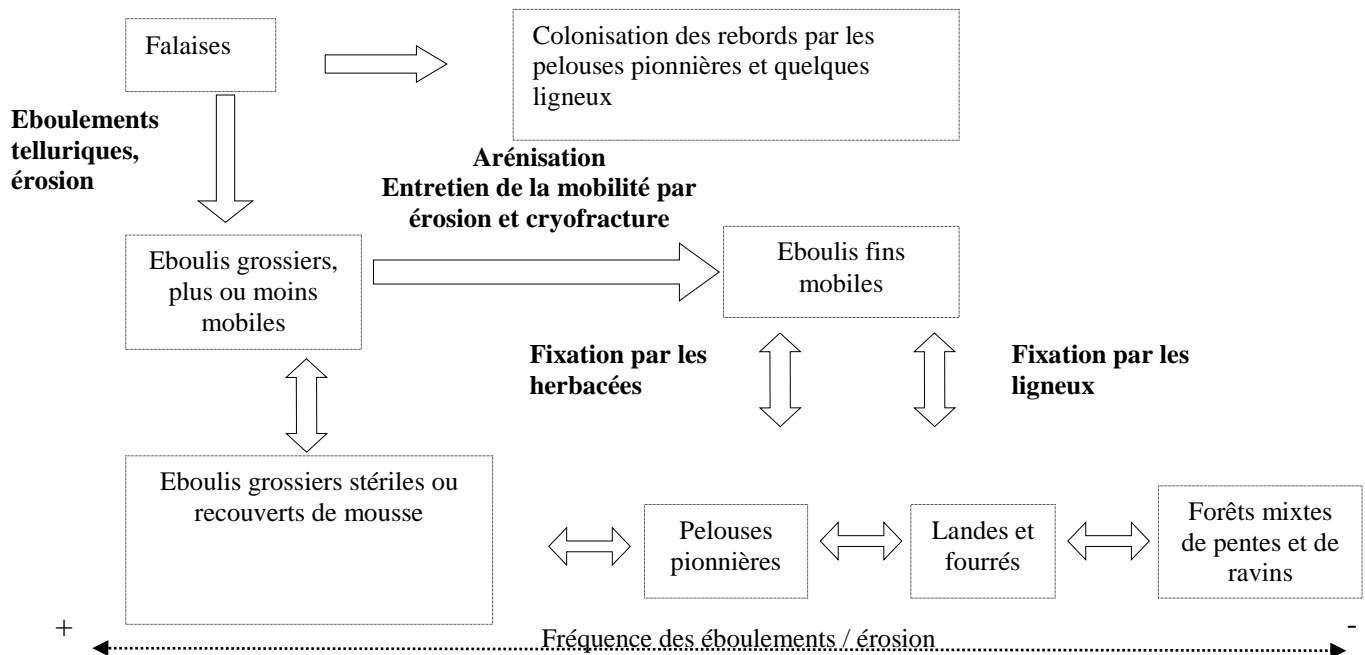 Falaises
Colonisation des rebords par les
pelouses pionnières et quelques
ligneux
Eboulements
telluriques,
érosion
Arénisation
Entretien de la mobilité par
érosion et cryofracture
Eboulis grossiers,
plus ou moins
mobiles
Eboulis fins
mobiles
Fixation par les
herbacées
Fixation par les
ligneux
Eboulis grossiers stériles ou
recouverts de mousse
Pelouses
pionnières
Landes et
fourrés
Forêts mixtes
de pentes et de
ravins
+
-
Fréquence des éboulements / érosion